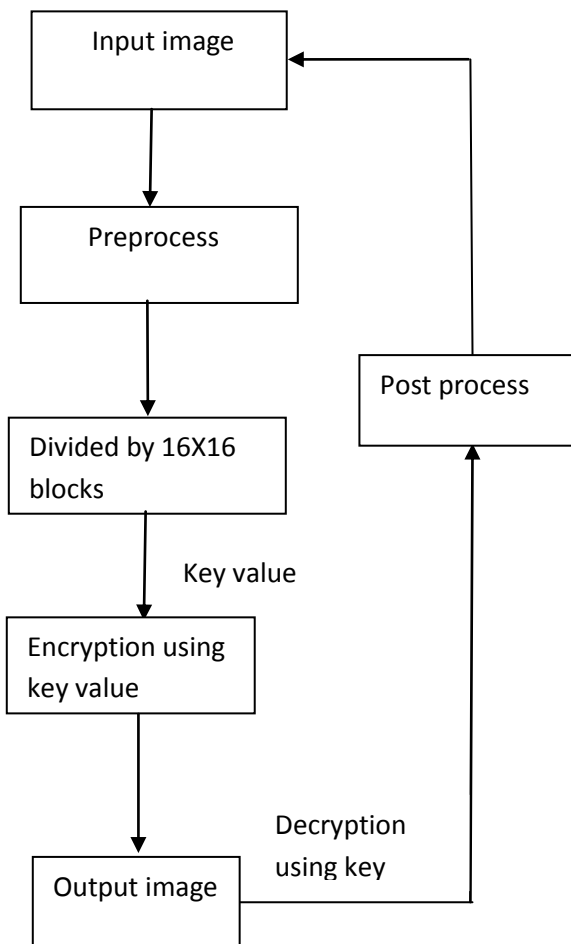 Input image
Preprocess
Post process
Divided by 16X16
blocks
Key value
Encryption using
key value
Decryption
using key
Output image